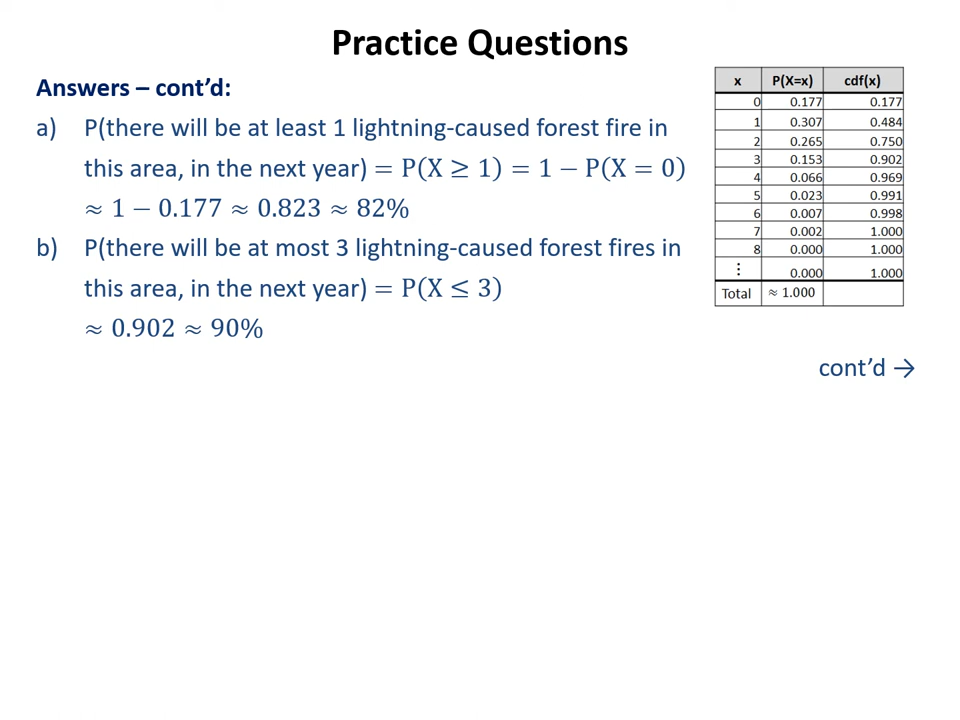 Practice Questions
Answers – cont’d:
a) P(there will be at least 1 lightning-caused forest fire in
this area, in the next year) = P(X ≥ 1) = 1 − P(X = 0)
≈ 1 − 0.177 ≈ 0.823 ≈ 82%
b) P(there will be at most 3 lightning-caused forest fires in
this area, in the next year) = P(X ≤ 3)
≈ 0.902 ≈ 90%
x P(X=x) cdf(x)
0 0.177 0.177
1 0.307 0.484
2 0.265 0.750
3 0.153 0.902
4 0.066 0.969
5 0.023 0.991
6 0.007 0.998
7 0.002 1.000
8 0.000 1.000
⋮ 0.000 1.000
Total ≈ 1.000
cont’d →